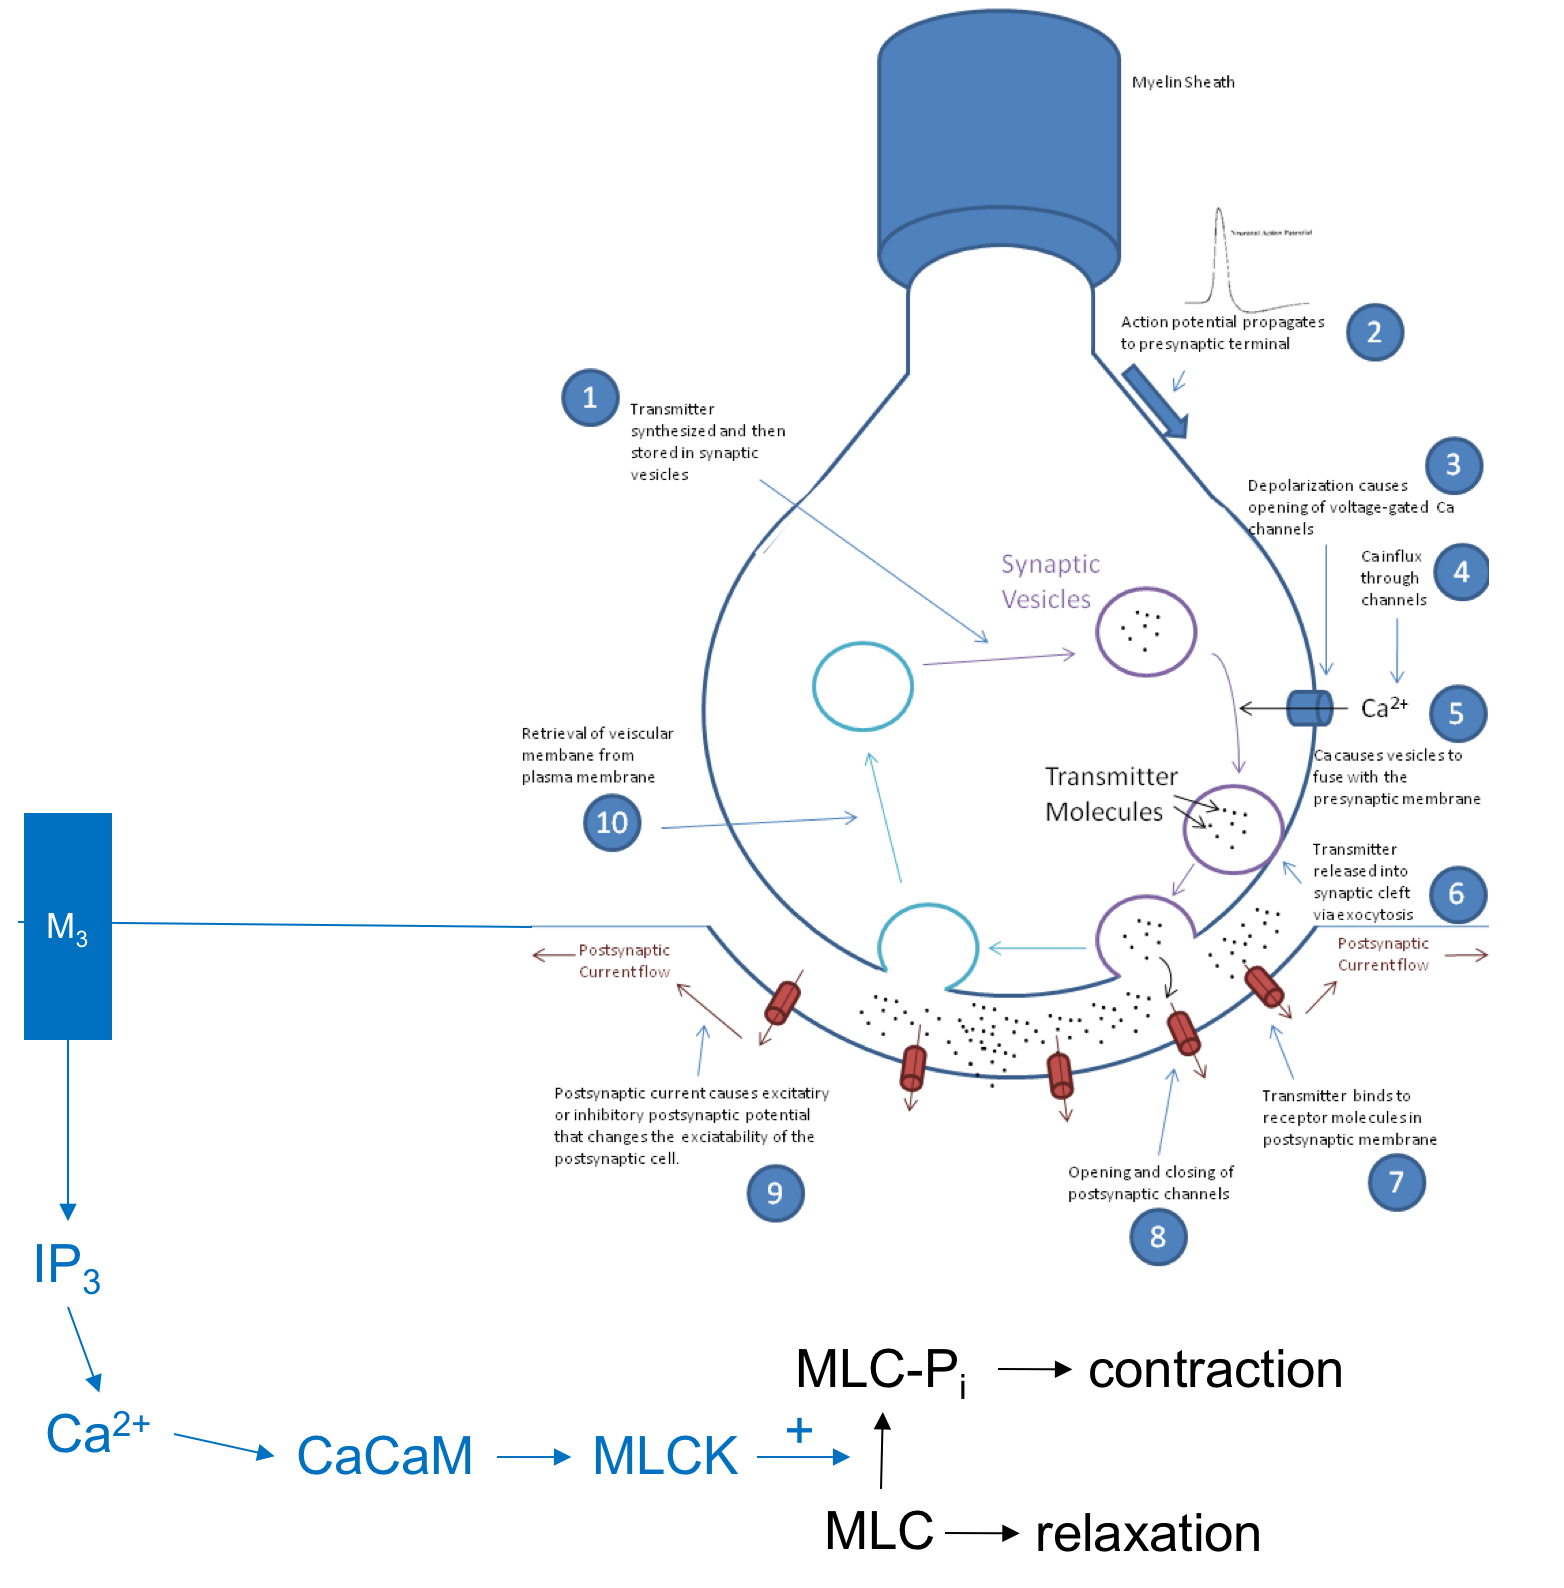 Myelin Sheath
Neuronal Action Potential
Action potential propagates
to presynaptic terminal
2
1
Transmitter
synthesized and then
stored in synaptic
vesicles
3
Depolarization causes
opening of voltage-gated Ca
channels
Ca influx
through
channels
4
Synaptic
Vesicles
Ca2+
5
Ca causes vesicles to
fuse with the
presynaptic membrane
Retrieval of veiscular
membane from
plasma membrane
10
Transmitter
Molecules
Transmitter
released into
synaptic cleft
via exocytosis
6
M3
Postsynaptic
Current flow
Postsynaptic
Current flow
Postsynaptic current causes excitatiry
or inhibitory postsynaptic potential
that changes the exciatability of the
postsynaptic cell.
9
Transmitter binds to
receptor molecules in
postsynaptic membrane
7
Opening and closing of
postsynaptic channels
8
IP3
Ca2+
CaCaM
MLCK
+
MLC-Pi
contraction
MLC
relaxation